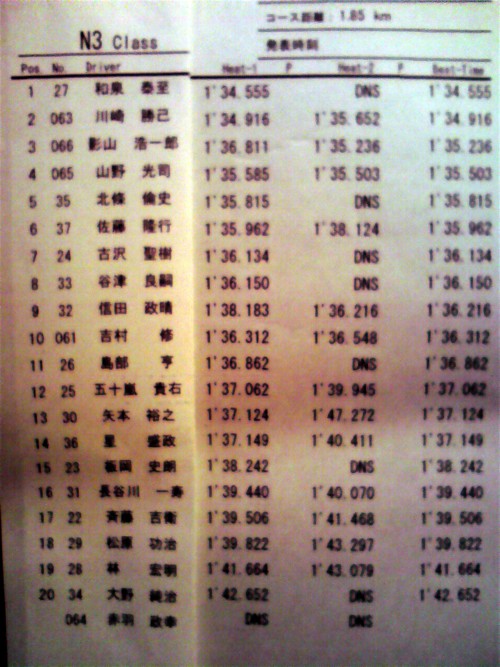 コース距離 : 1.85 km
N3 Class
発表時刻
Pos. No. Driver Heat-1 P Heat-2 P Best-Time
1 27 和泉 泰至 1'34.555 DNS 1'34.555
2 063 川崎 勝己 1'34.916 1'35.652 1'34.916
3 066 影山 浩一郎 1'36.811 1'35.236 1'35.236
4 065 山野 光司 1'35.585 1'35.503 1'35.503
5 35 北條 倫史 1'35.815 DNS 1'35.815
6 37 佐藤 隆行 1'35.962 1'38.124 1'35.962
7 24 古沢 聖樹 1'36.134 DNS 1'36.134
8 33 谷津 良嗣 1'36.150 DNS 1'36.150
9 32 信田 政晴 1'38.183 1'36.216 1'36.216
10 061 吉村 修 1'36.312 1'36.548 1'36.312
11 26 島部 亨 1'36.862 DNS 1'36.862
12 25 五十嵐 貴右 1'37.062 1'39.945 1'37.062
13 30 矢本 裕之 1'37.124 1'47.272 1'37.124
14 36 星 盛政 1'37.149 1'40.411 1'37.149
15 23 史朗 1'38.242 DNS 1'38.242
16 31 長谷川 一寿 1'39.440 1'40.070 1'39.440
17 22 斉藤 吉衛 1'39.506 1'41.468 1'39.506
18 29 松原 功治 1'39.822 1'43.297 1'39.822
19 28 林 宏明 1'41.664 1'43.079 1'41.664
20 34 大野 純治 1'42.652 DNS 1'42.652
064 赤羽 政幸 DNS DNS DNS